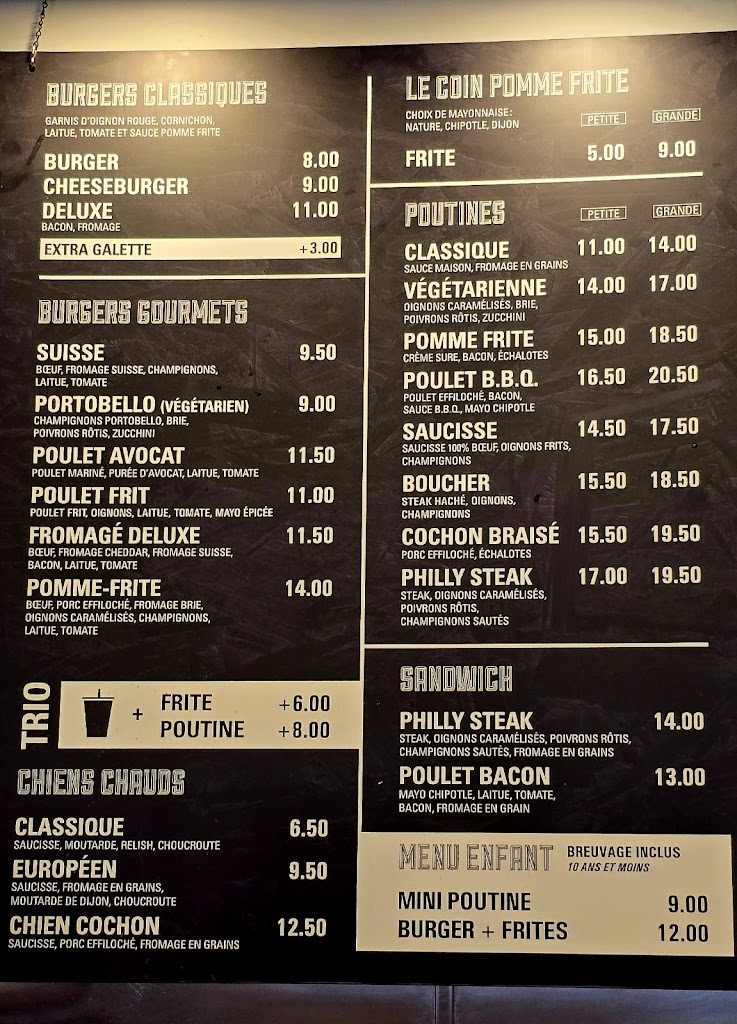 BURGERS CLASSIQUES
GARNIS D'OIGNON ROUGE, CORNICHON,
LAITUE, TOMATE ET SAUCE POMME FRITE
BURGER 8.00
CHEESEBURGER 9.00
DELUXE 11.00
BACON, FROMAGE
EXTRA GALETTE +3.00
BURGERS GOURMETS
SUISSE 9.50
BŒUF, FROMAGE SUISSE, CHAMPIGNONS,
LAITUE, TOMATE
PORTOBELLO (VÉGÉTARIEN) 9.00
CHAMPIGNONS PORTOBELLO, BRIE,
POIVRONS RÔTIS, ZUCCHINI
POULET AVOCAT 11.50
POULET MARINÉ, PURÉE D'AVOCAT, LAITUE, TOMATE
POULET FRIT 11.00
POULET FRIT, OIGNONS, LAITUE, TOMATE, MAYO ÉPICÉE
FROMAGÉ DELUXE 11.50
BŒUF, FROMAGE CHEDDAR, FROMAGE SUISSE,
BACON, LAITUE, TOMATE
POMME-FRITE 14.00
BŒUF, PORC EFFILOCHÉ, FROMAGE BRIE,
OIGNONS CARAMÉLISÉS, CHAMPIGNONS,
LAITUE, TOMATE
TRIO
+ FRITE +6.00
POUTINE +8.00
CHIENS CHAUDS
CLASSIQUE 6.50
SAUCISSE, MOUTARDE, RELISH, CHOUCROUTE
EUROPÉEN 9.50
SAUCISSE, FROMAGE EN GRAINS,
MOUTARDE DE DIJON, CHOUCROUTE
CHIEN COCHON 12.50
SAUCISSE, PORC EFFILOCHÉ, FROMAGE EN GRAINS
LE COIN POMME FRITE
CHOIX DE MAYONNAISE:
NATURE, CHIPOTLE, DIJON
PETITE GRANDE
FRITE 5.00 9.00
POUTINES PETITE GRANDE
CLASSIQUE 11.00 14.00
SAUCE MAISON, FROMAGE EN GRAINS
VÉGÉTARIENNE 14.00 17.00
OIGNONS CARAMÉLISÉS, BRIE,
POIVRONS RÔTIS, ZUCCHINI
POMME FRITE 15.00 18.50
CRÈME SURE, BACON, ÉCHALOTES
POULET B.B.Q. 16.50 20.50
POULET EFFILOCHÉ, BACON,
SAUCE B.B.Q., MAYO CHIPOTLE
SAUCISSE 14.50 17.50
SAUCISSE 100% BŒUF, OIGNONS FRITS,
CHAMPIGNONS
BOUCHER 15.50 18.50
STEAK HACHÉ, OIGNONS,
CHAMPIGNONS
COCHON BRAISÉ 15.50 19.50
PORC EFFILOCHÉ, ÉCHALOTES
PHILLY STEAK 17.00 19.50
STEAK, OIGNONS CARAMÉLISÉS,
POIVRONS RÔTIS,
CHAMPIGNONS SAUTÉS
SANDWICH
PHILLY STEAK 14.00
STEAK, OIGNONS CARAMÉLISÉS, POIVRONS RÔTIS,
CHAMPIGNONS SAUTÉS, FROMAGE EN GRAINS
POULET BACON 13.00
MAYO CHIPOTLE, LAITUE, TOMATE,
BACON, FROMAGE EN GRAIN
MENU ENFANT BREUVAGE INCLUS
10 ANS ET MOINS
MINI POUTINE 9.00
BURGER + FRITES 12.00